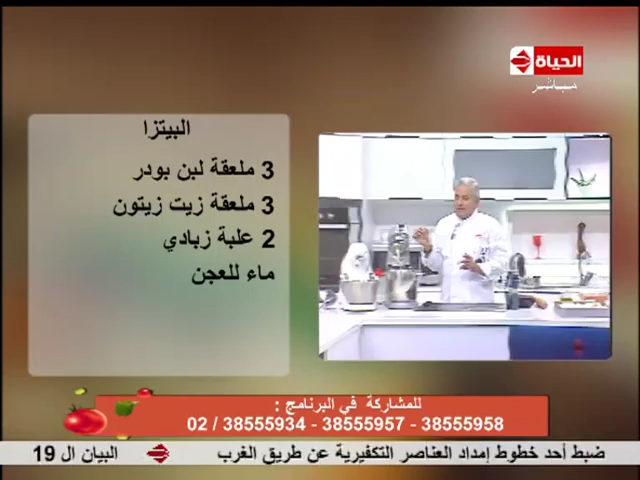 الحياة
مباشر
البيتزا
3 ملعقة لبن بودر
3 ملعقة زيت زيتون
2 علبة زبادي
ماء للعجن
للمشاركة في البرنامج :
02 / 38555934 - 38555957 - 38555958
ضبط أحد خطوط إمداد العناصر التكفيرية عن طريق الغرب
البيان ال 19